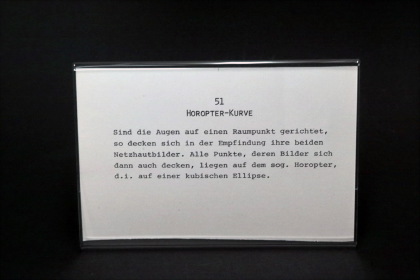 51
HOROPTER-KURVE
Sind die Augen auf einen Raumpunkt gerichtet,
so decken sich in der Empfindung ihre beiden
Netzhautbilder. Alle Punkte, deren Bilder sich
dann auch decken, liegen auf dem sog. Horopter,
d.i. auf einer kubischen Ellipse.